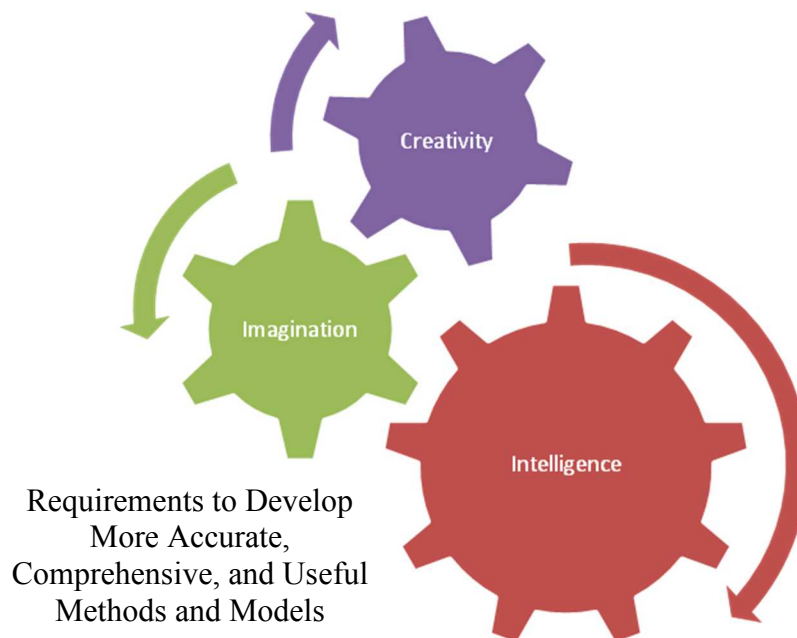 Creativity
Imagination
Intelligence
Requirements to Develop
More Accurate,
Comprehensive, and Useful
Methods and Models